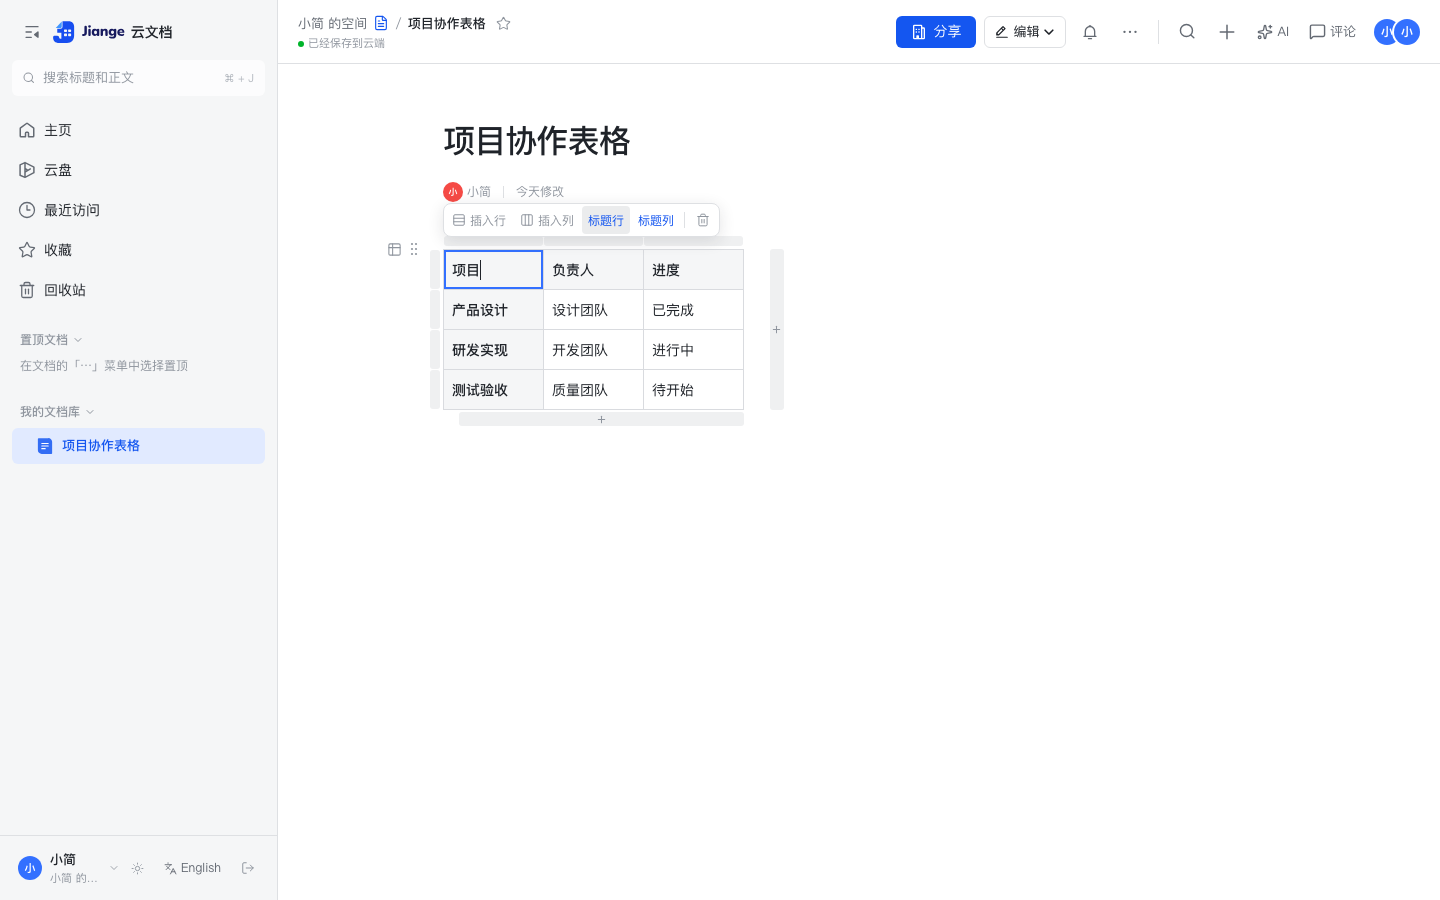 Jiange 云文档
搜索标题和正文 ⌘ + J
主页
云盘
最近访问
收藏
回收站
置顶文档
在文档的「…」菜单中选择置顶
我的文档库
项目协作表格
小 小简
小简 的...
English
小简 的空间 / 项目协作表格
已经保存到云端
分享 编辑 AI 评论 小 小
项目协作表格
小 小简 今天修改
插入行 插入列 标题行 标题列
项目 负责人 进度
产品设计 设计团队 已完成
研发实现 开发团队 进行中
测试验收 质量团队 待开始